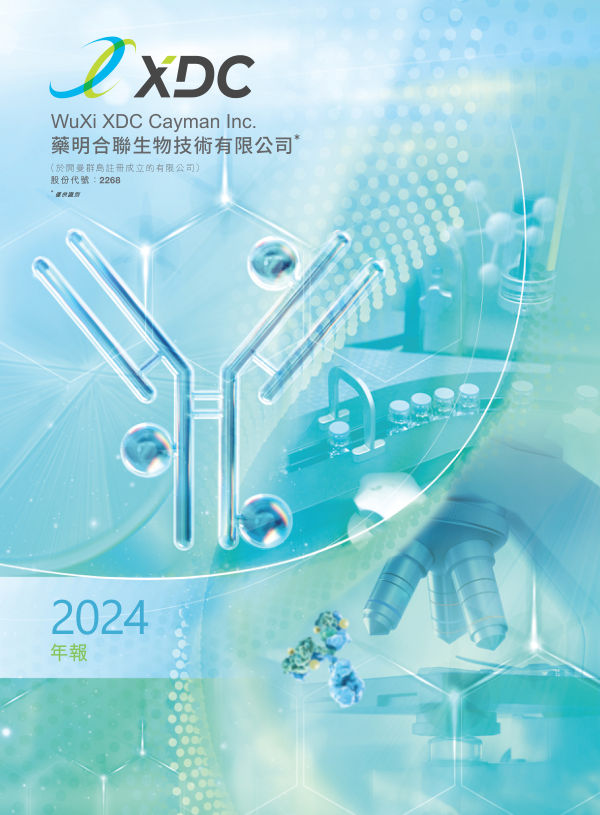 XDC
WuXi XDC Cayman Inc.
藥明合聯生物技術有限公司*
（於開曼群島註冊成立的有限公司）
股份代號：2268
* 僅供識別
2024
年報